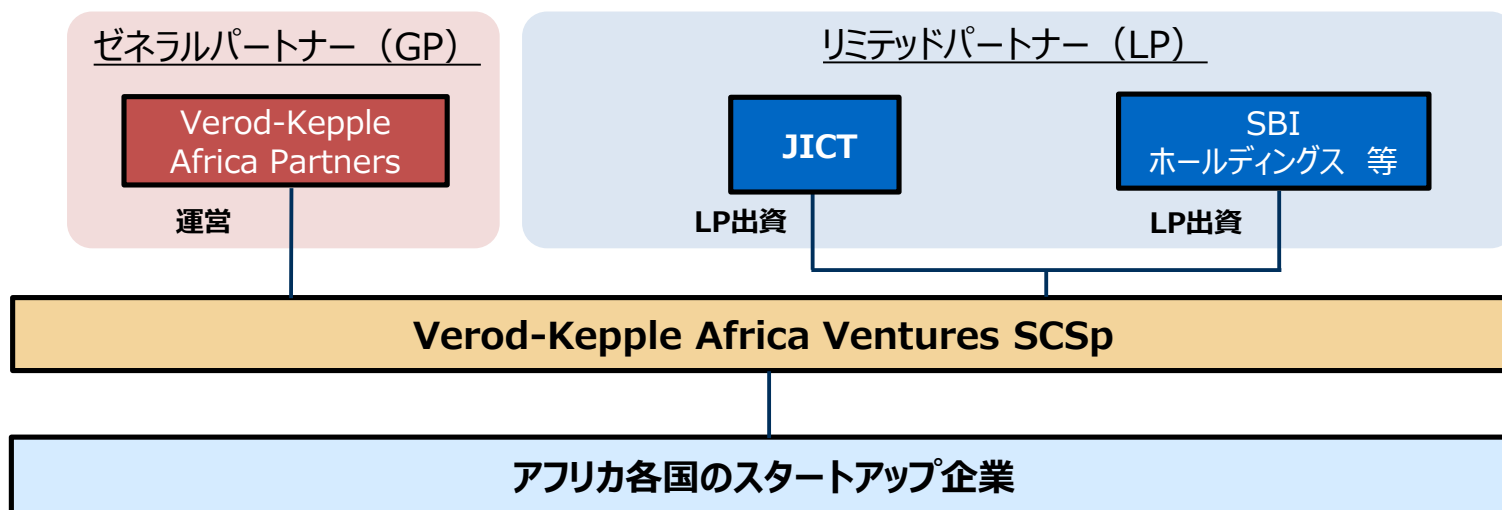 ゼネラルパートナー（GP）
Verod-Kepple
Africa Partners
運営
リミテッドパートナー（LP）
JICT
SBI
ホールディングス 等
LP出資
LP出資
Verod-Kepple Africa Ventures SCSp
アフリカ各国のスタートアップ企業